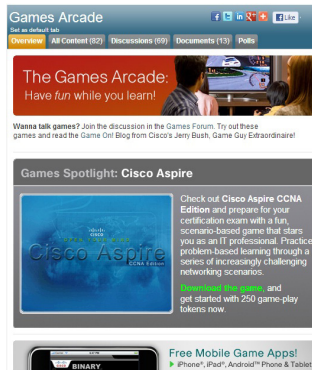 Games Arcade
Like
Set as default tab
Overview All Content (82) Discussions (69) Documents (13) Polls
The Games Arcade:
Have fun while you learn!
Wanna talk games? Join the discussion in the Games Forum. Try out these
games and read the Game On! Blog from Cisco's Jerry Bush, Game Guy Extraordinaire!
Games Spotlight: Cisco Aspire
Cisco Aspire
CCNA Edition
Check out Cisco Aspire CCNA
Edition and prepare for your
certification exam with a fun,
scenario-based game that stars
you as an IT professional. Practice
problem-based learning through a
series of increasingly challenging
networking scenarios.
Download the game, and
get started with 250 game-play
tokens now.
BINARY
Free Mobile Game Apps!
iPhone®, iPad®, Android™ Phone & Tablet